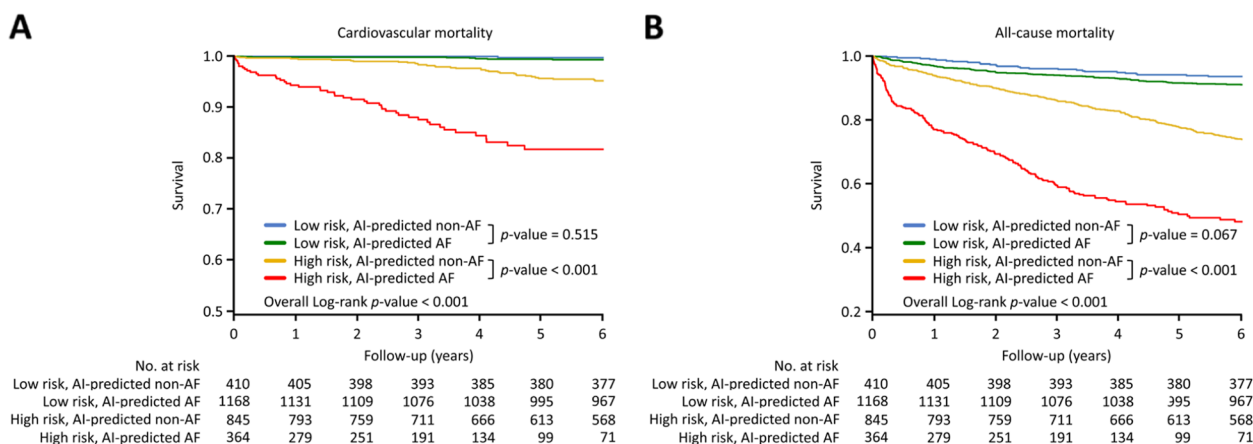 A
Cardiovascular mortality
1.0
0.9
0.8
0.7
0.6
0.5
Survival
Low risk, AI-predicted non-AF
Low risk, AI-predicted AF
p-value = 0.515
High risk, AI-predicted non-AF
High risk, AI-predicted AF
p-value < 0.001
Overall Log-rank p-value < 0.001
0 1 2 3 4 5 6
Follow-up (years)
No. at risk
Low risk, AI-predicted non-AF 410 405 398 393 385 380 377
Low risk, AI-predicted AF 1168 1131 1109 1076 1038 995 967
High risk, AI-predicted non-AF 845 793 759 711 666 613 568
High risk, AI-predicted AF 364 279 251 191 134 99 71
B
All-cause mortality
1.0
0.8
0.6
0.4
0.2
Survival
Low risk, AI-predicted non-AF
Low risk, AI-predicted AF
p-value = 0.067
High risk, AI-predicted non-AF
High risk, AI-predicted AF
p-value < 0.001
Overall Log-rank p-value < 0.001
0 1 2 3 4 5 6
Follow-up (years)
No. at risk
Low risk, AI-predicted non-AF 410 405 398 393 385 380 377
Low risk, AI-predicted AF 1168 1131 1109 1076 1038 995 967
High risk, AI-predicted non-AF 845 793 759 711 666 613 568
High risk, AI-predicted AF 364 279 251 191 134 99 71